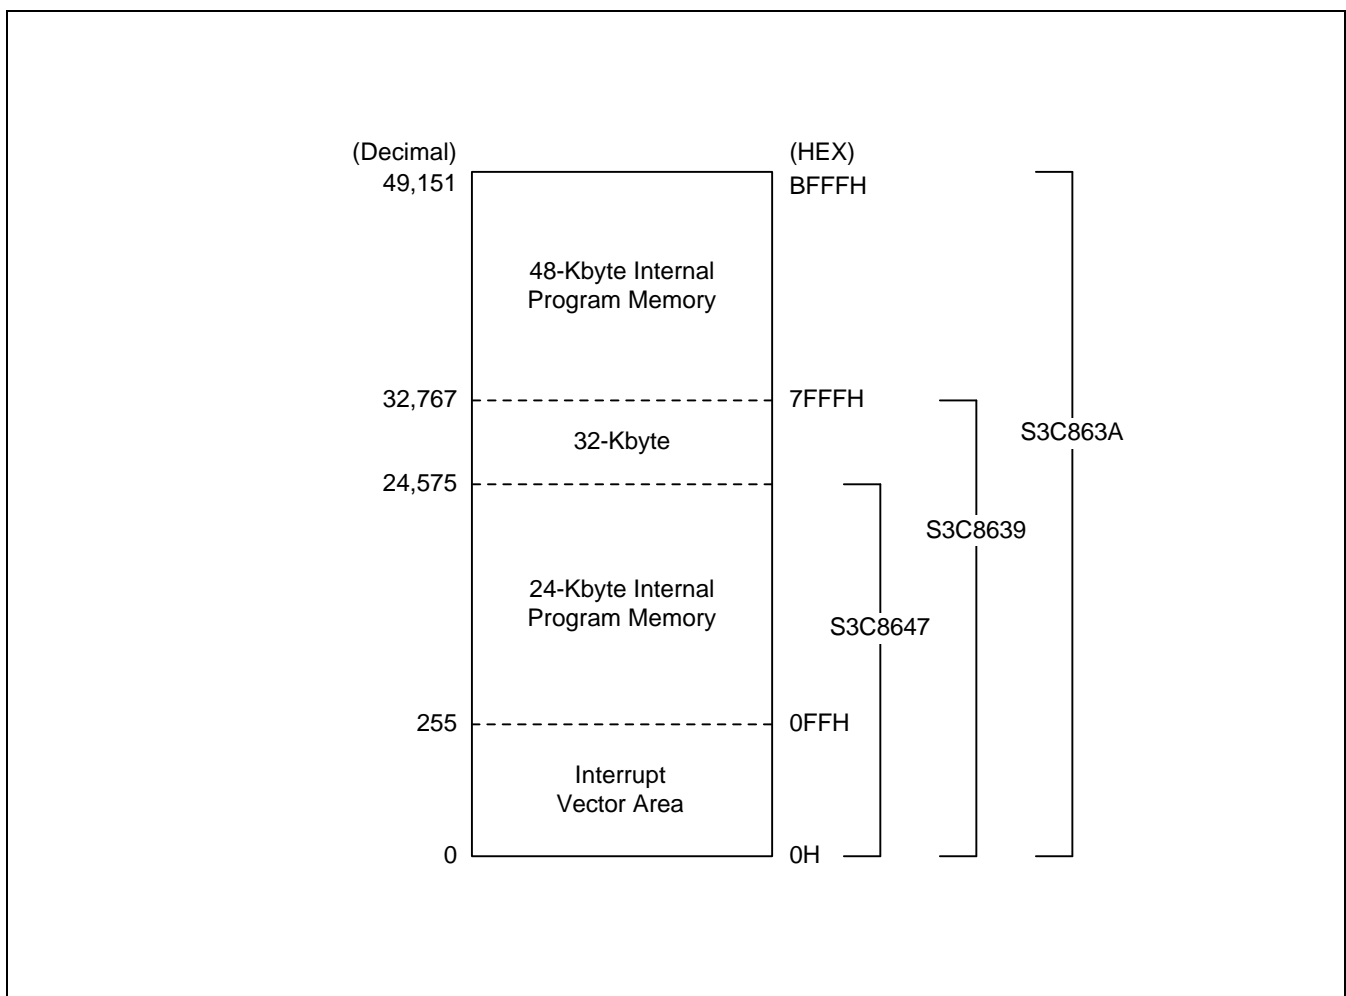 (Decimal)
(HEX)
49,151
BFFFH
48-Kbyte Internal
Program Memory
32,767
7FFFH
32-Kbyte
S3C863A
24,575
S3C8639
24-Kbyte Internal
Program Memory
S3C8647
255
0FFH
Interrupt
Vector Area
0
0H